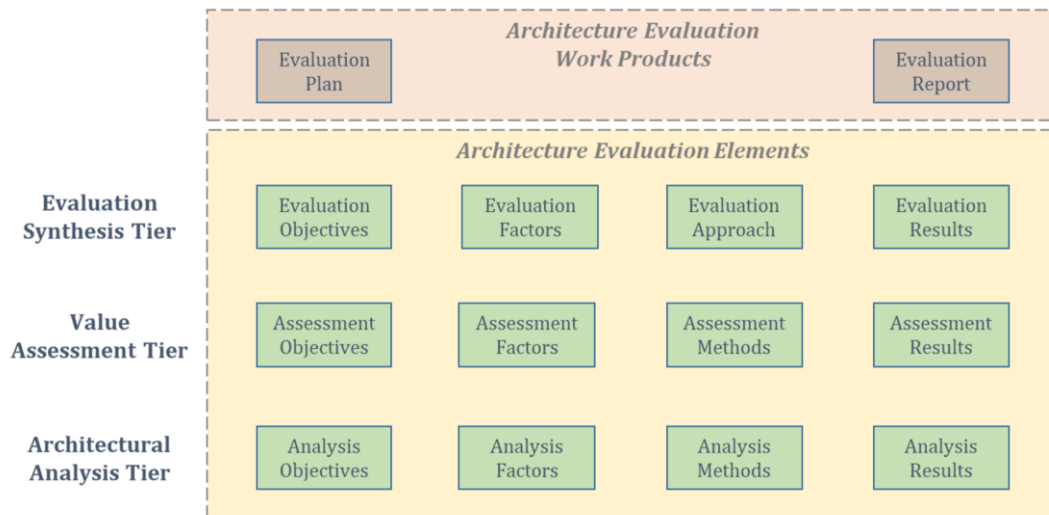 Architecture Evaluation
Work Products
Evaluation
Plan
Evaluation
Report
Architecture Evaluation Elements
Evaluation
Synthesis Tier
Evaluation
Objectives
Evaluation
Factors
Evaluation
Approach
Evaluation
Results
Value
Assessment Tier
Assessment
Objectives
Assessment
Factors
Assessment
Methods
Assessment
Results
Architectural
Analysis Tier
Analysis
Objectives
Analysis
Factors
Analysis
Methods
Analysis
Results